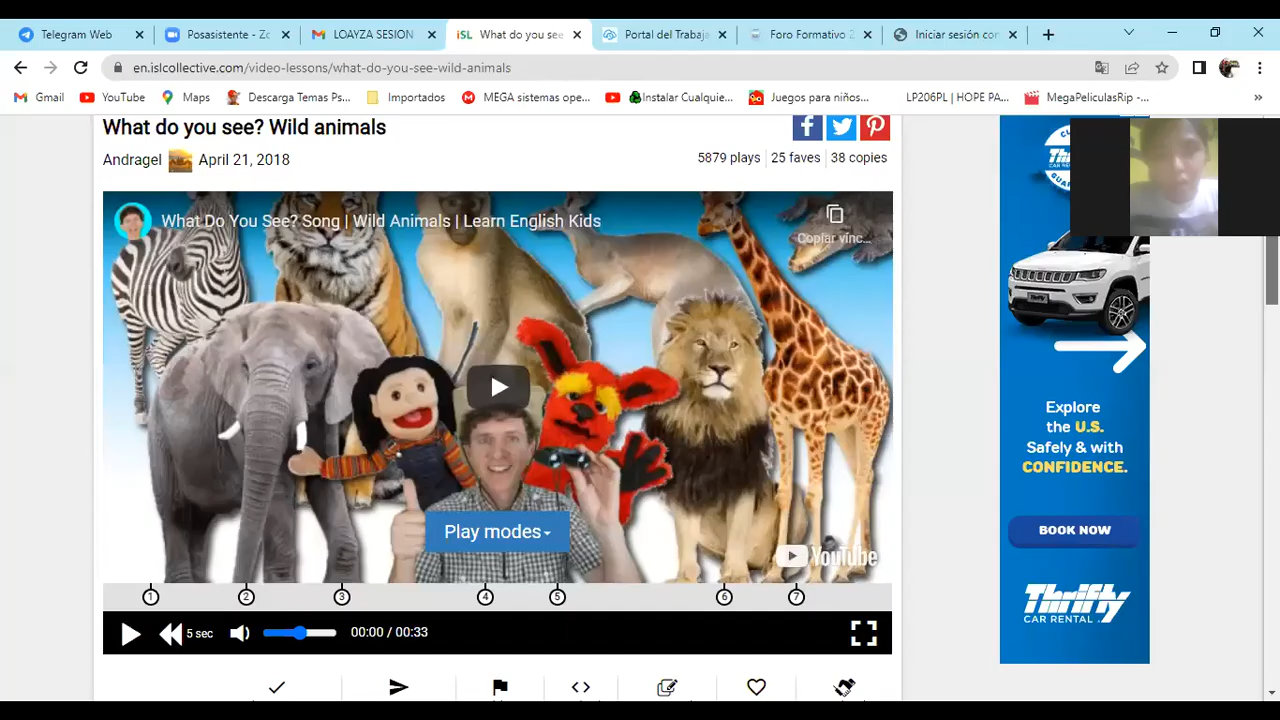 Telegram Web
Posasistente - Zo
LOAYZA SESION
iSL What do you see
Portal del Trabaja
Foro Formativo 2
Iniciar sesión con
en.islcollective.com/video-lessons/what-do-you-see-wild-animals
Gmail
YouTube
Maps
Descarga Temas Ps...
Importados
MEGA sistemas ope...
Instalar Cualquie...
Juegos para niños...
LP206PL | HOPE PA...
MegaPeliculasRip -...
»
What do you see? Wild animals
Andragel April 21, 2018
5879 plays 25 faves 38 copies
What Do You See? Song | Wild Animals | Learn English Kids
Copiar vínc...
Play modes
YouTube
1 2 3 4 5 6 7
5 sec 00:00 / 00:33
Explore
the U.S.
Safely & with
CONFIDENCE.
BOOK NOW
Thrifty
CAR RENTAL